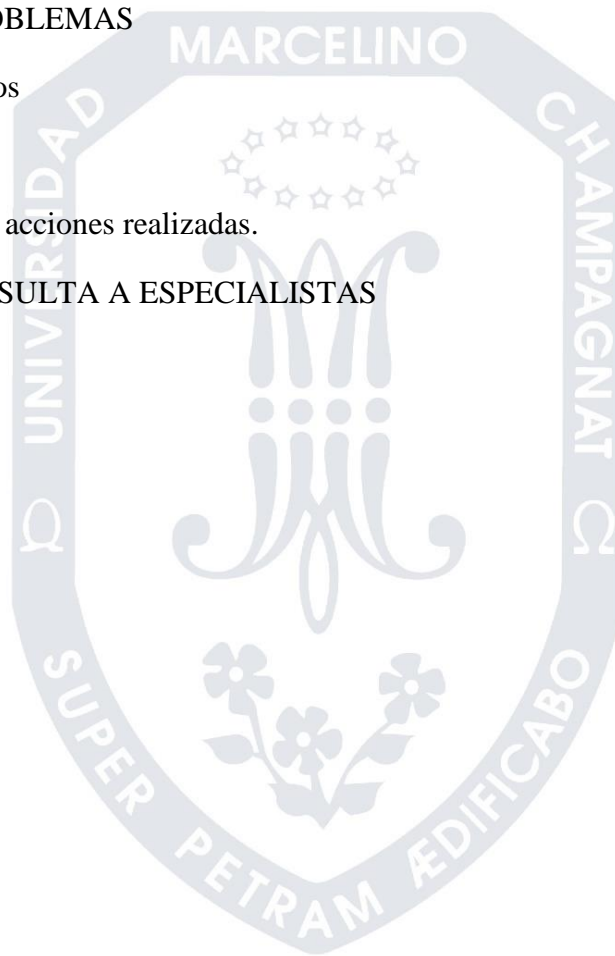 OBLEMAS
MARCELINO
os
acciones realizadas.
SULTA A ESPECIALISTAS
UNIVERSIDAD
CHAMPAGNAT
SUPER PETRAM ÆDIFICABO